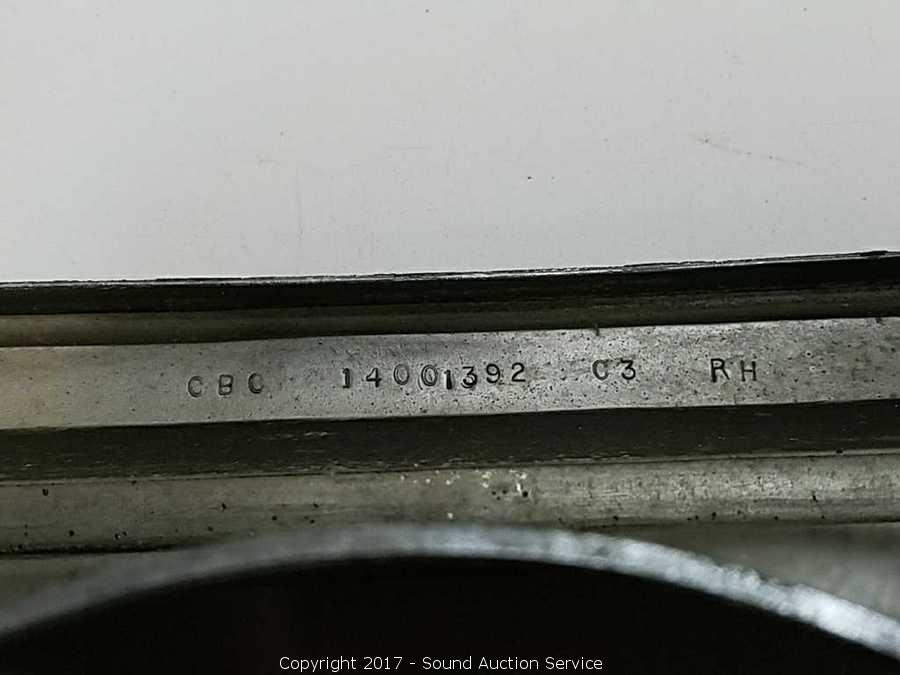 CBC 14001392 C3 RH
Copyright 2017 - Sound Auction Service